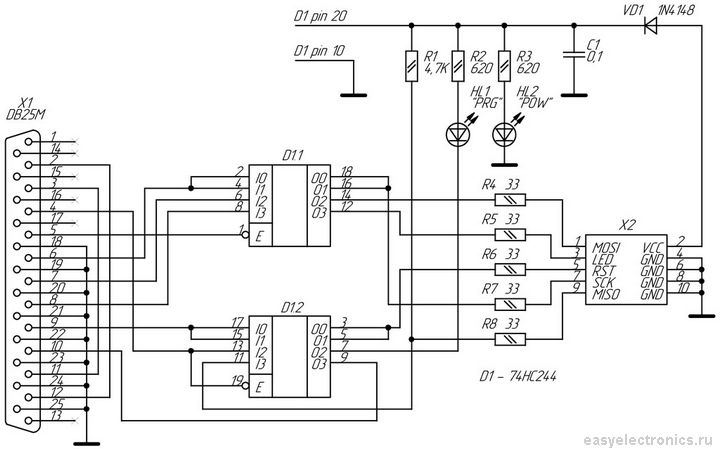 D1 pin 20
D1 pin 10
VD1 1N4148
R1
4,7K
R2
620
R3
620
C1
0,1
HL1
"PRG"
HL2
"POW"
X1
DB25M
1
14
2
15
3
16
4
17
5
18
6
19
7
20
8
21
9
22
10
23
11
24
12
25
13
D1.1
2 I0 O0 18
4 I1 O1 16
6 I2 O2 14
8 I3 O3 12
1 E
D1.2
17 I0 O0 3
15 I1 O1 5
13 I2 O2 7
11 I3 O3 9
19 E
R4 33
R5 33
R6 33
R7 33
R8 33
X2
1 MOSI VCC 2
3 LED GND 4
5 RST GND 6
7 SCK GND 8
9 MISO GND 10
D1 - 74HC244
easyelectronics.ru